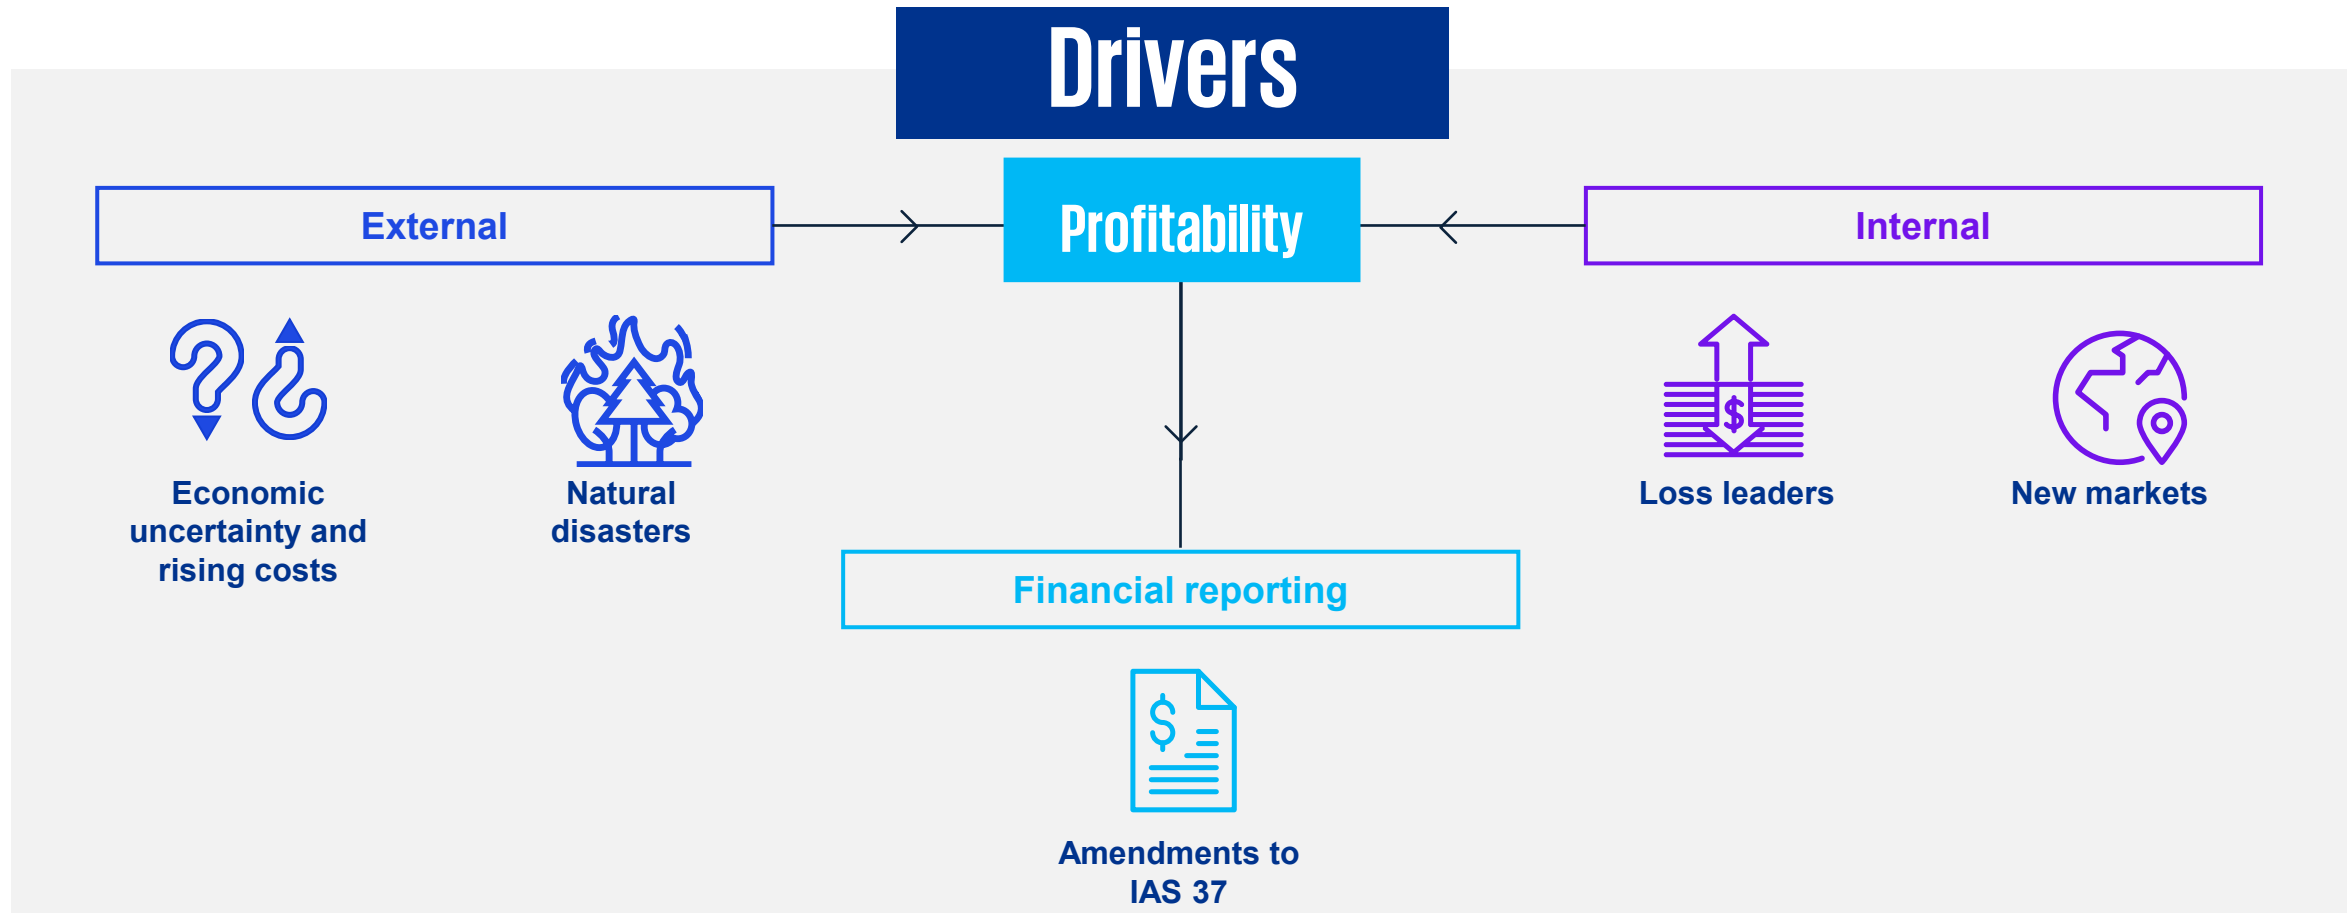 Drivers
External
Profitability
Internal
Economic
uncertainty and
rising costs
Natural
disasters
$
Loss leaders
New markets
Financial reporting
$
Amendments to
IAS 37